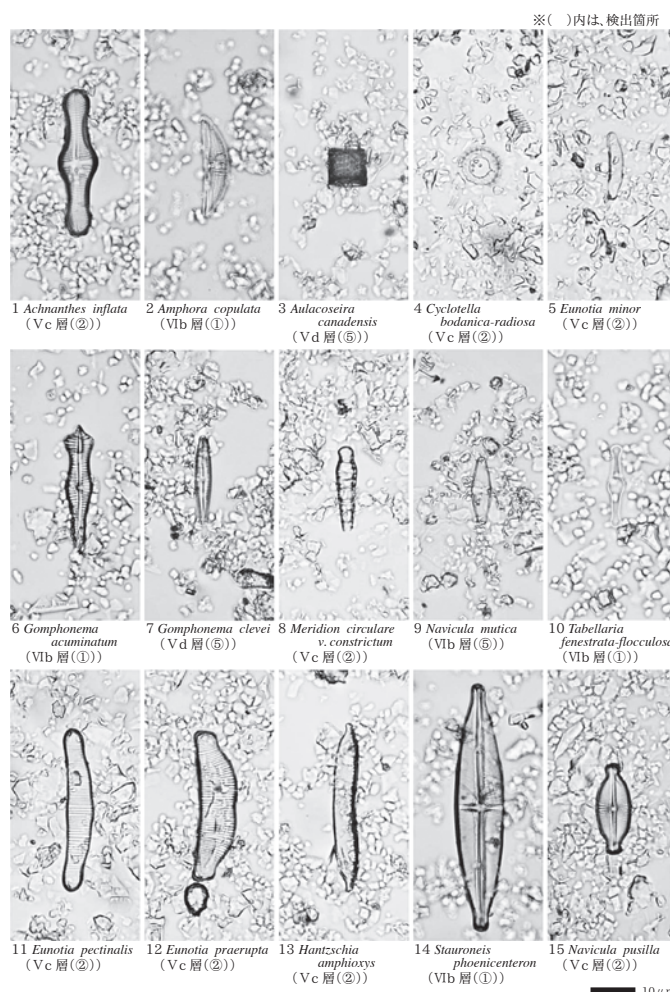 ※(　)内は、検出箇所
1 Achnanthes inflata
(Ⅴc 層(②))
2 Amphora copulata
(Ⅵb 層(①))
3 Aulacoseira
canadensis
(Ⅴd 層(⑤))
4 Cyclotella
bodanica-radiosa
(Ⅴc 層(②))
5 Eunotia minor
(Ⅴc 層(②))
6 Gomphonema
acuminatum
(Ⅵb 層(①))
7 Gomphonema clevei
(Ⅴd 層(⑤))
8 Meridion circulare
v. constrictum
(Ⅴc 層(②))
9 Navicula mutica
(Ⅵb 層(⑤))
10 Tabellaria
fenestrata-flocculosa
(Ⅵb 層(①))
11 Eunotia pectinalis
(Ⅴc 層(②))
12 Eunotia praerupta
(Ⅴc 層(②))
13 Hantzschia
amphioxys
(Ⅴc 層(②))
14 Stauroneis
phoenicenteron
(Ⅵb 層(①))
15 Navicula pusilla
(Ⅴc 層(②))